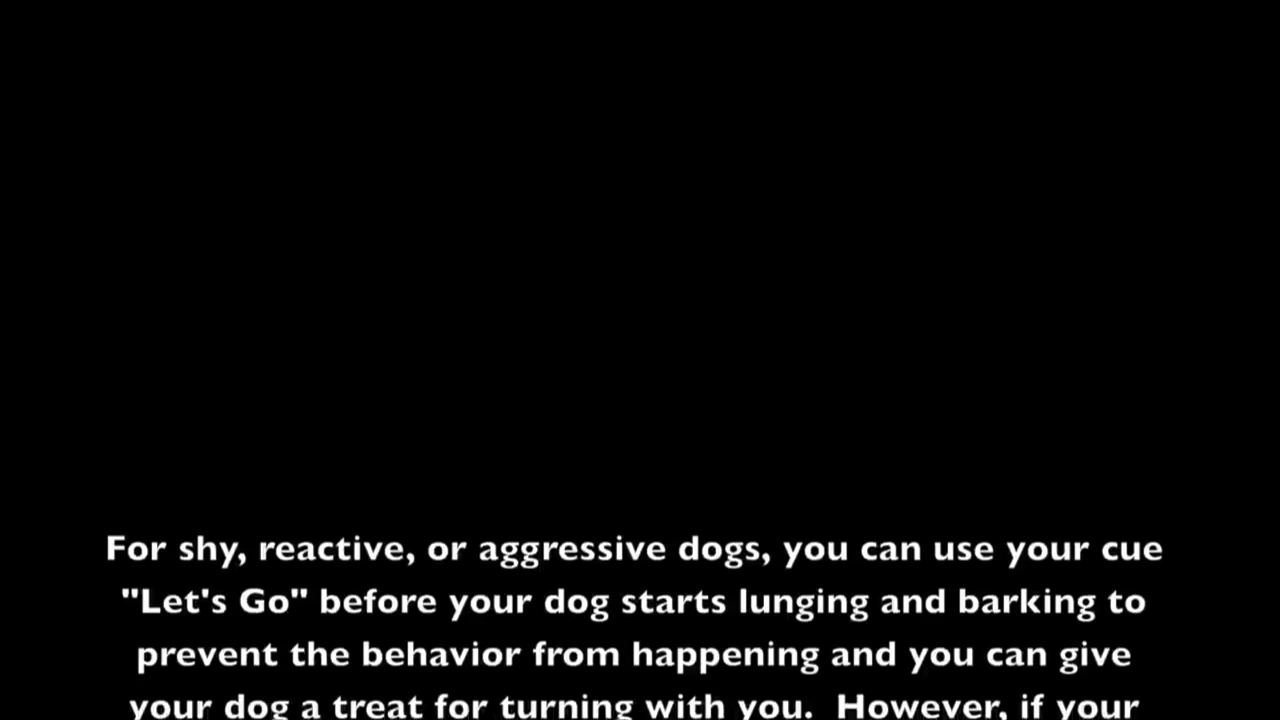 For shy, reactive, or aggressive dogs, you can use your cue
"Let's Go" before your dog starts lunging and barking to
prevent the behavior from happening and you can give
your dog a treat for turning with you.  However, if your